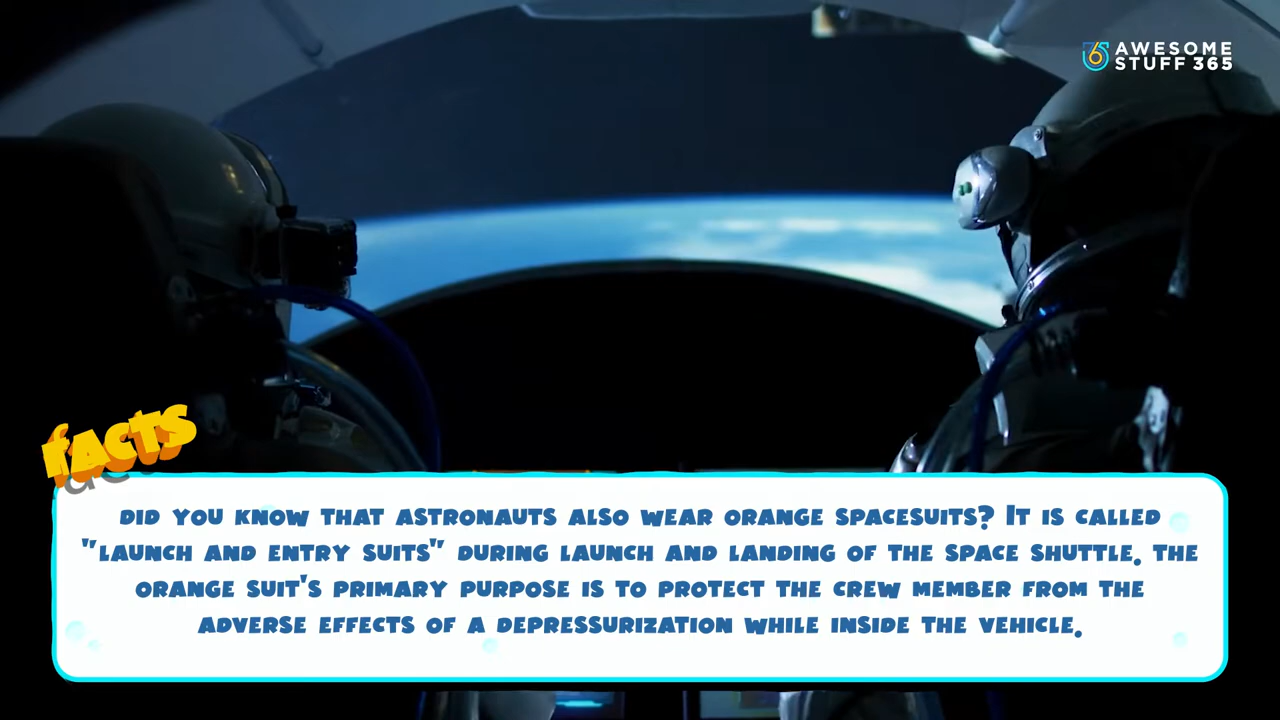 AWESOME
STUFF 365
FACTS
DID YOU KNOW THAT ASTRONAUTS ALSO WEAR ORANGE SPACESUITS? IT IS CALLED
"LAUNCH AND ENTRY SUITS" DURING LAUNCH AND LANDING OF THE SPACE SHUTTLE. THE
ORANGE SUIT'S PRIMARY PURPOSE IS TO PROTECT THE CREW MEMBER FROM THE
ADVERSE EFFECTS OF A DEPRESSURIZATION WHILE INSIDE THE VEHICLE.